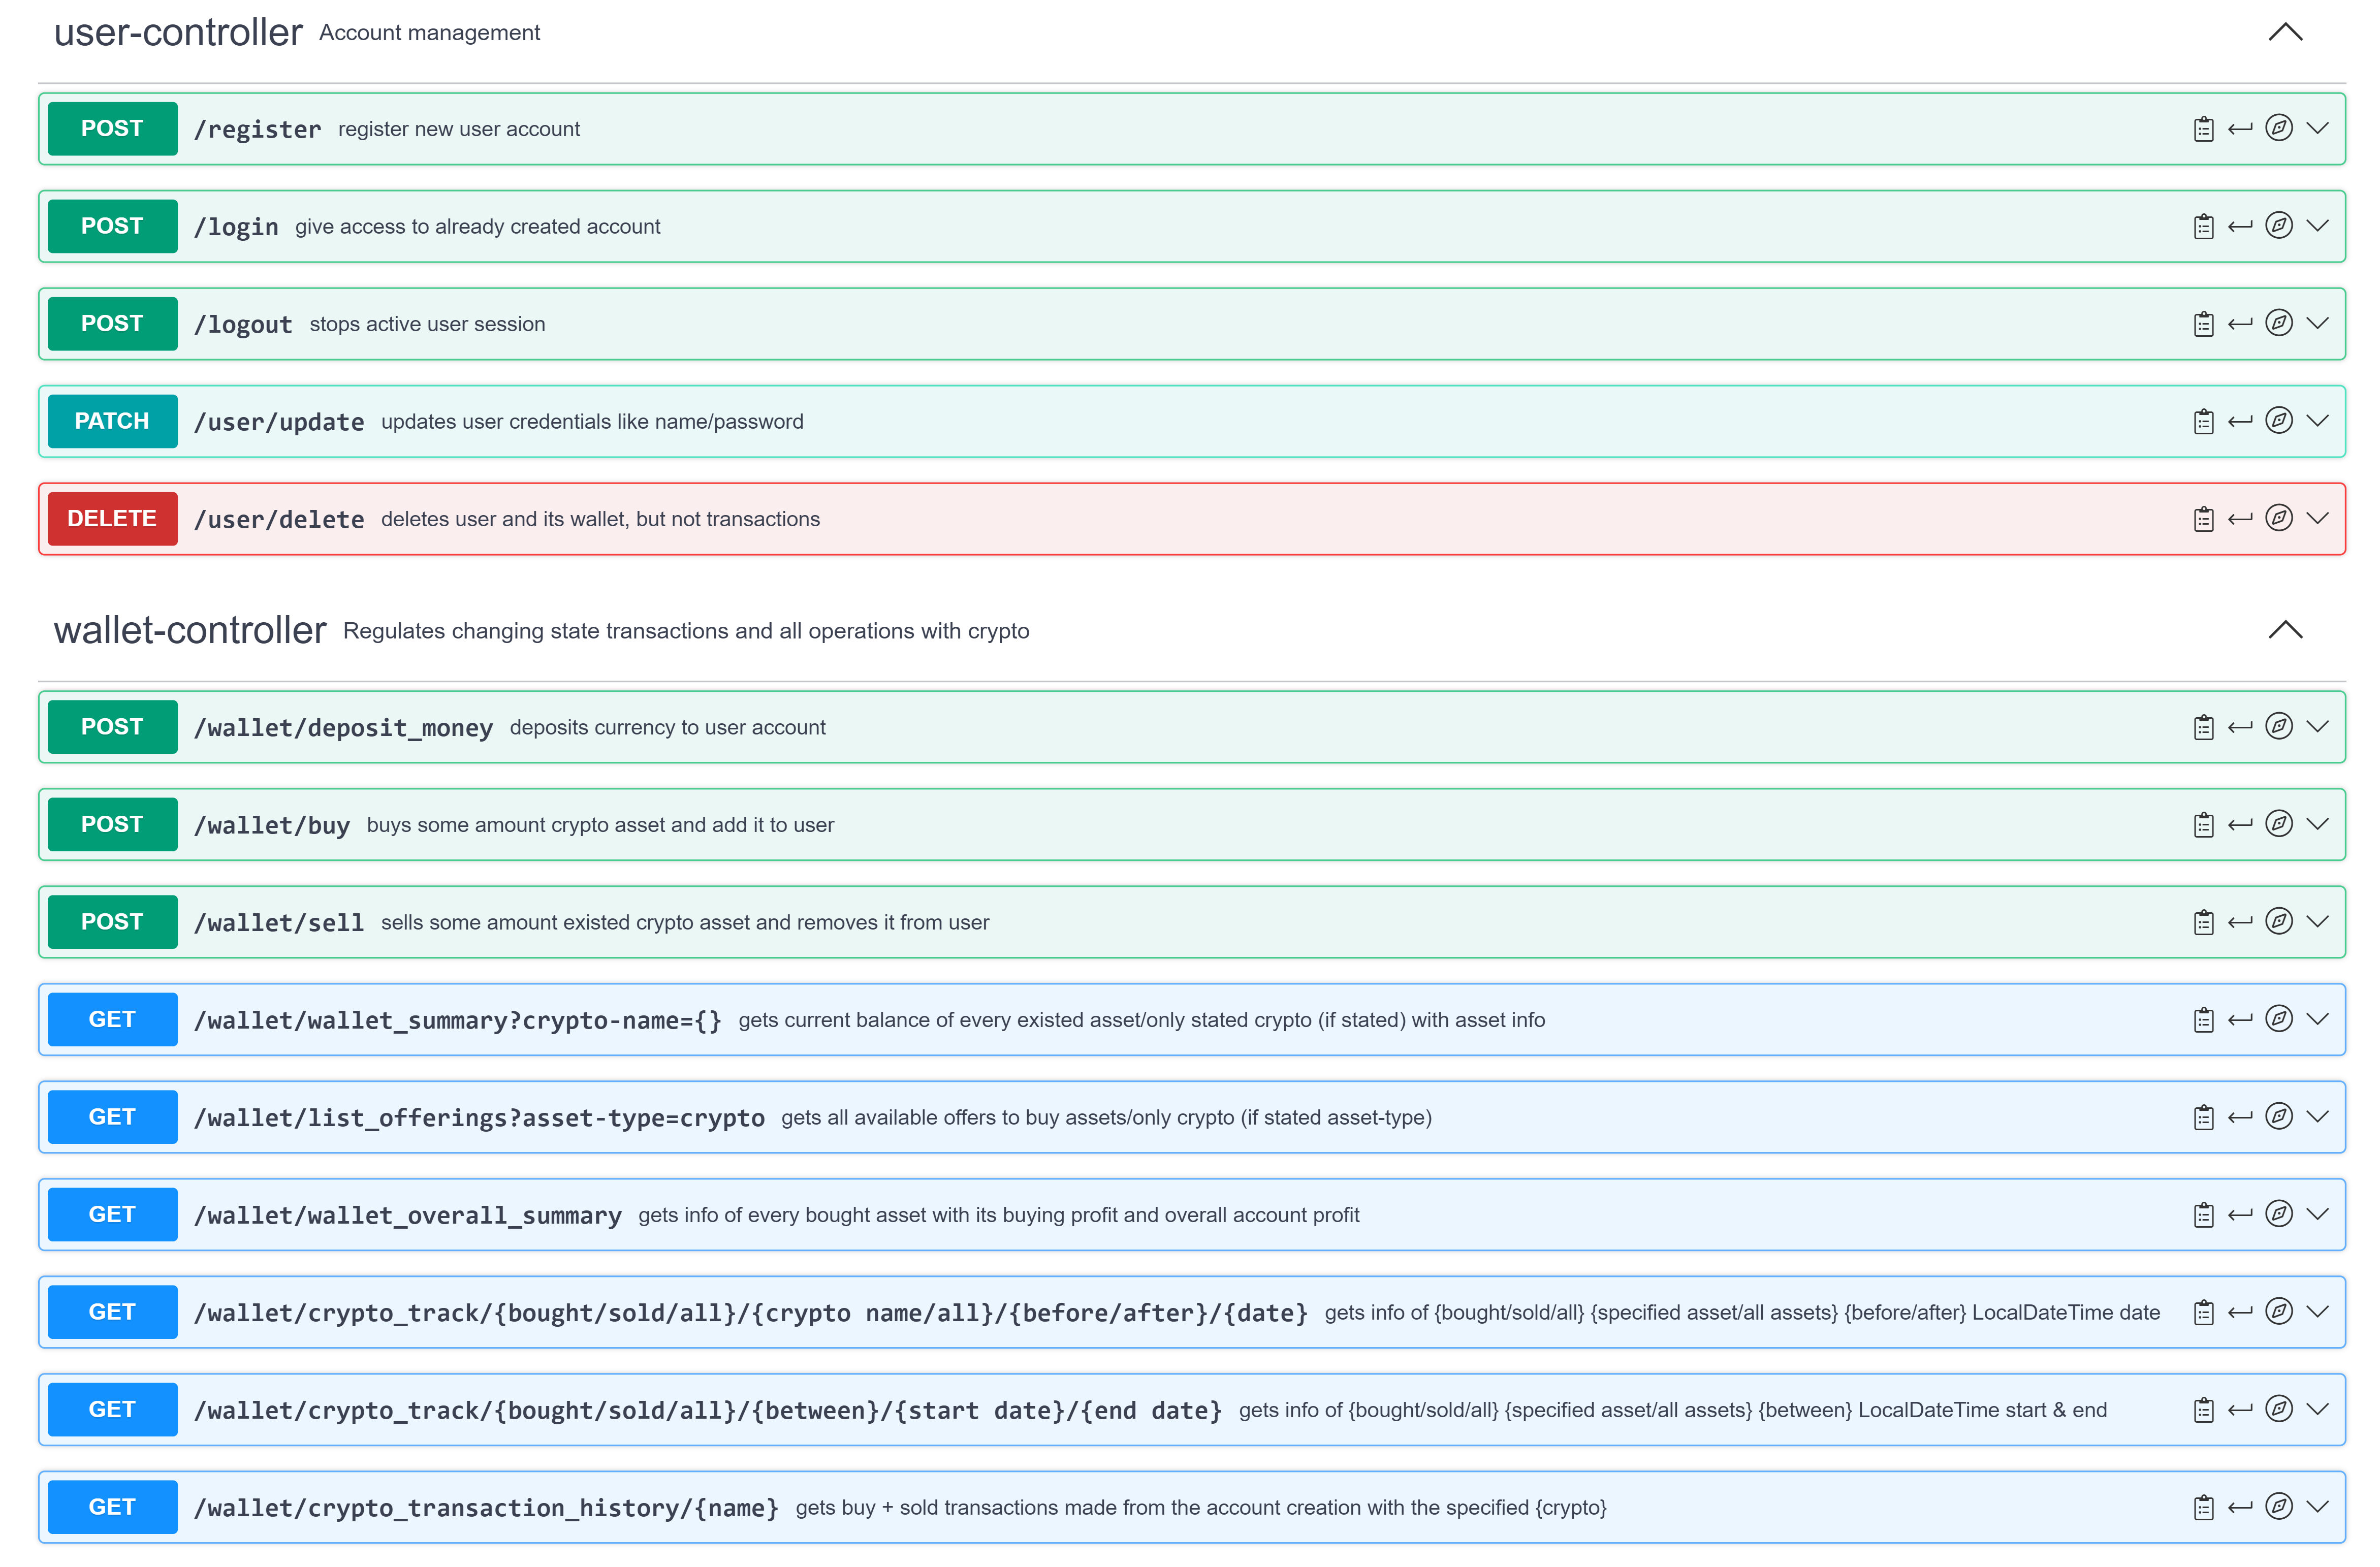 user-controller Account management
POST /register register new user account
POST /login give access to already created account
POST /logout stops active user session
PATCH /user/update updates user credentials like name/password
DELETE /user/delete deletes user and its wallet, but not transactions
wallet-controller Regulates changing state transactions and all operations with crypto
POST /wallet/deposit_money deposits currency to user account
POST /wallet/buy buys some amount crypto asset and add it to user
POST /wallet/sell sells some amount existed crypto asset and removes it from user
GET /wallet/wallet_summary?crypto-name={} gets current balance of every existed asset/only stated crypto (if stated) with asset info
GET /wallet/list_offerings?asset-type=crypto gets all available offers to buy assets/only crypto (if stated asset-type)
GET /wallet/wallet_overall_summary gets info of every bought asset with its buying profit and overall account profit
GET /wallet/crypto_track/{bought/sold/all}/{crypto name/all}/{before/after}/{date} gets info of {bought/sold/all} {specified asset/all assets} {before/after} LocalDateTime date
GET /wallet/crypto_track/{bought/sold/all}/{between}/{start date}/{end date} gets info of {bought/sold/all} {specified asset/all assets} {between} LocalDateTime start & end
GET /wallet/crypto_transaction_history/{name} gets buy + sold transactions made from the account creation with the specified {crypto}